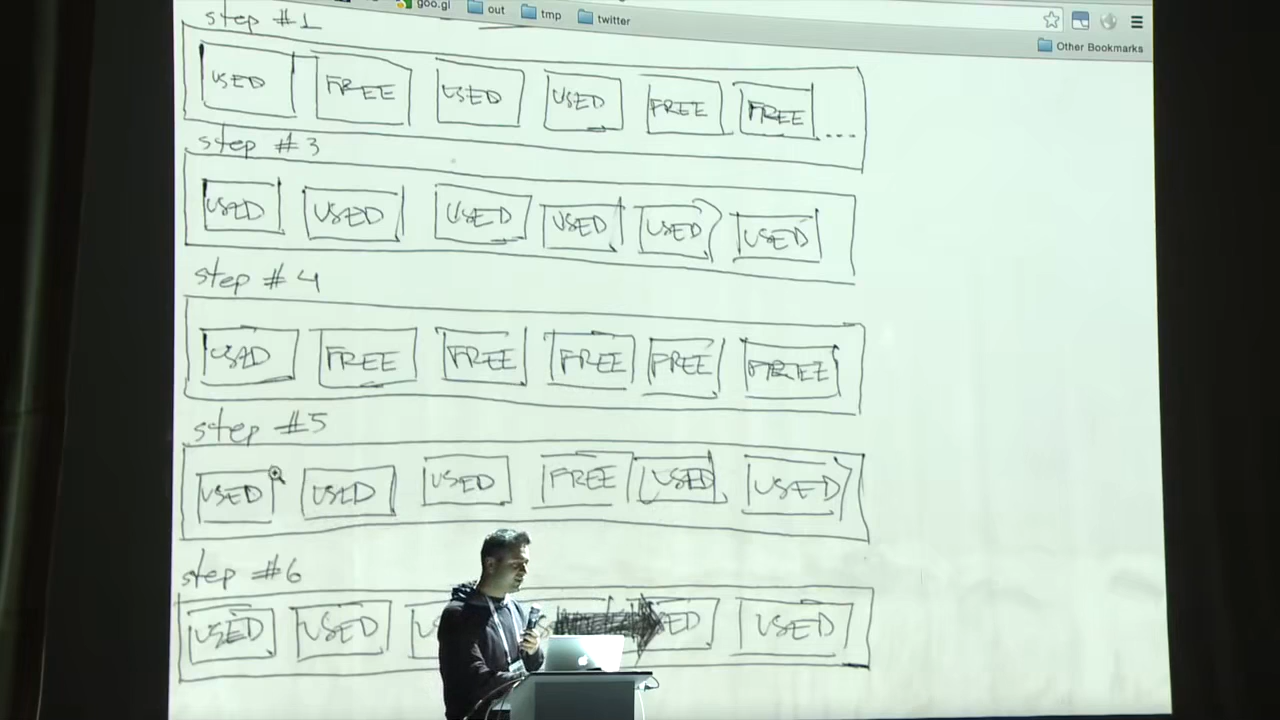 goo.gl out tmp twitter
Other Bookmarks
step #1
USED FREE USED USED FREE FREE ....
step #3
USED USED USED USED USED USED
step #4
USED FREE FREE FREE FREE FREE
step #5
USED USED USED FREE USED USED
step #6
USED USED USED